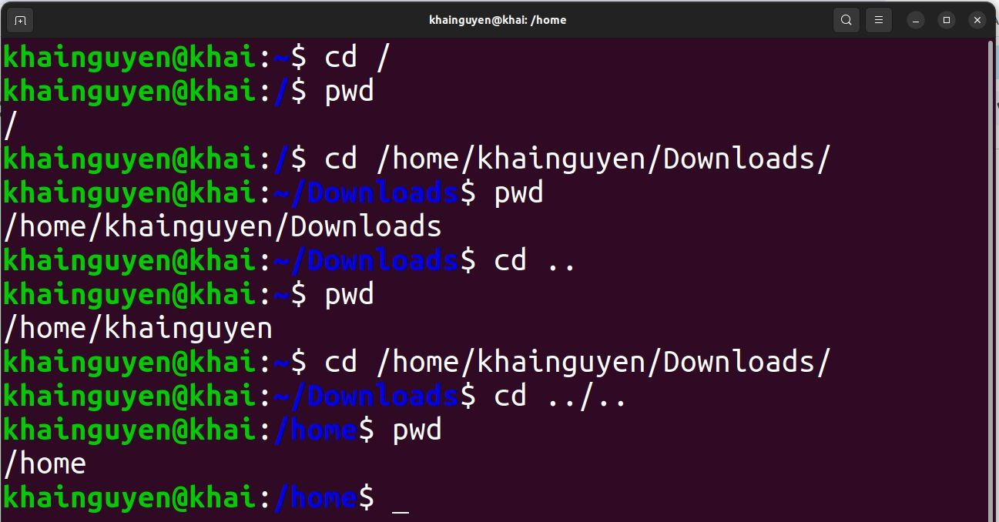 khainguyen@khai: /home
khainguyen@khai:~$ cd /
khainguyen@khai:/$ pwd
/
khainguyen@khai:/$ cd /home/khainguyen/Downloads/
khainguyen@khai:~/Downloads$ pwd
/home/khainguyen/Downloads
khainguyen@khai:~/Downloads$ cd ..
khainguyen@khai:~$ pwd
/home/khainguyen
khainguyen@khai:~$ cd /home/khainguyen/Downloads/
khainguyen@khai:~/Downloads$ cd ../..
khainguyen@khai:/home$ pwd
/home
khainguyen@khai:/home$ _